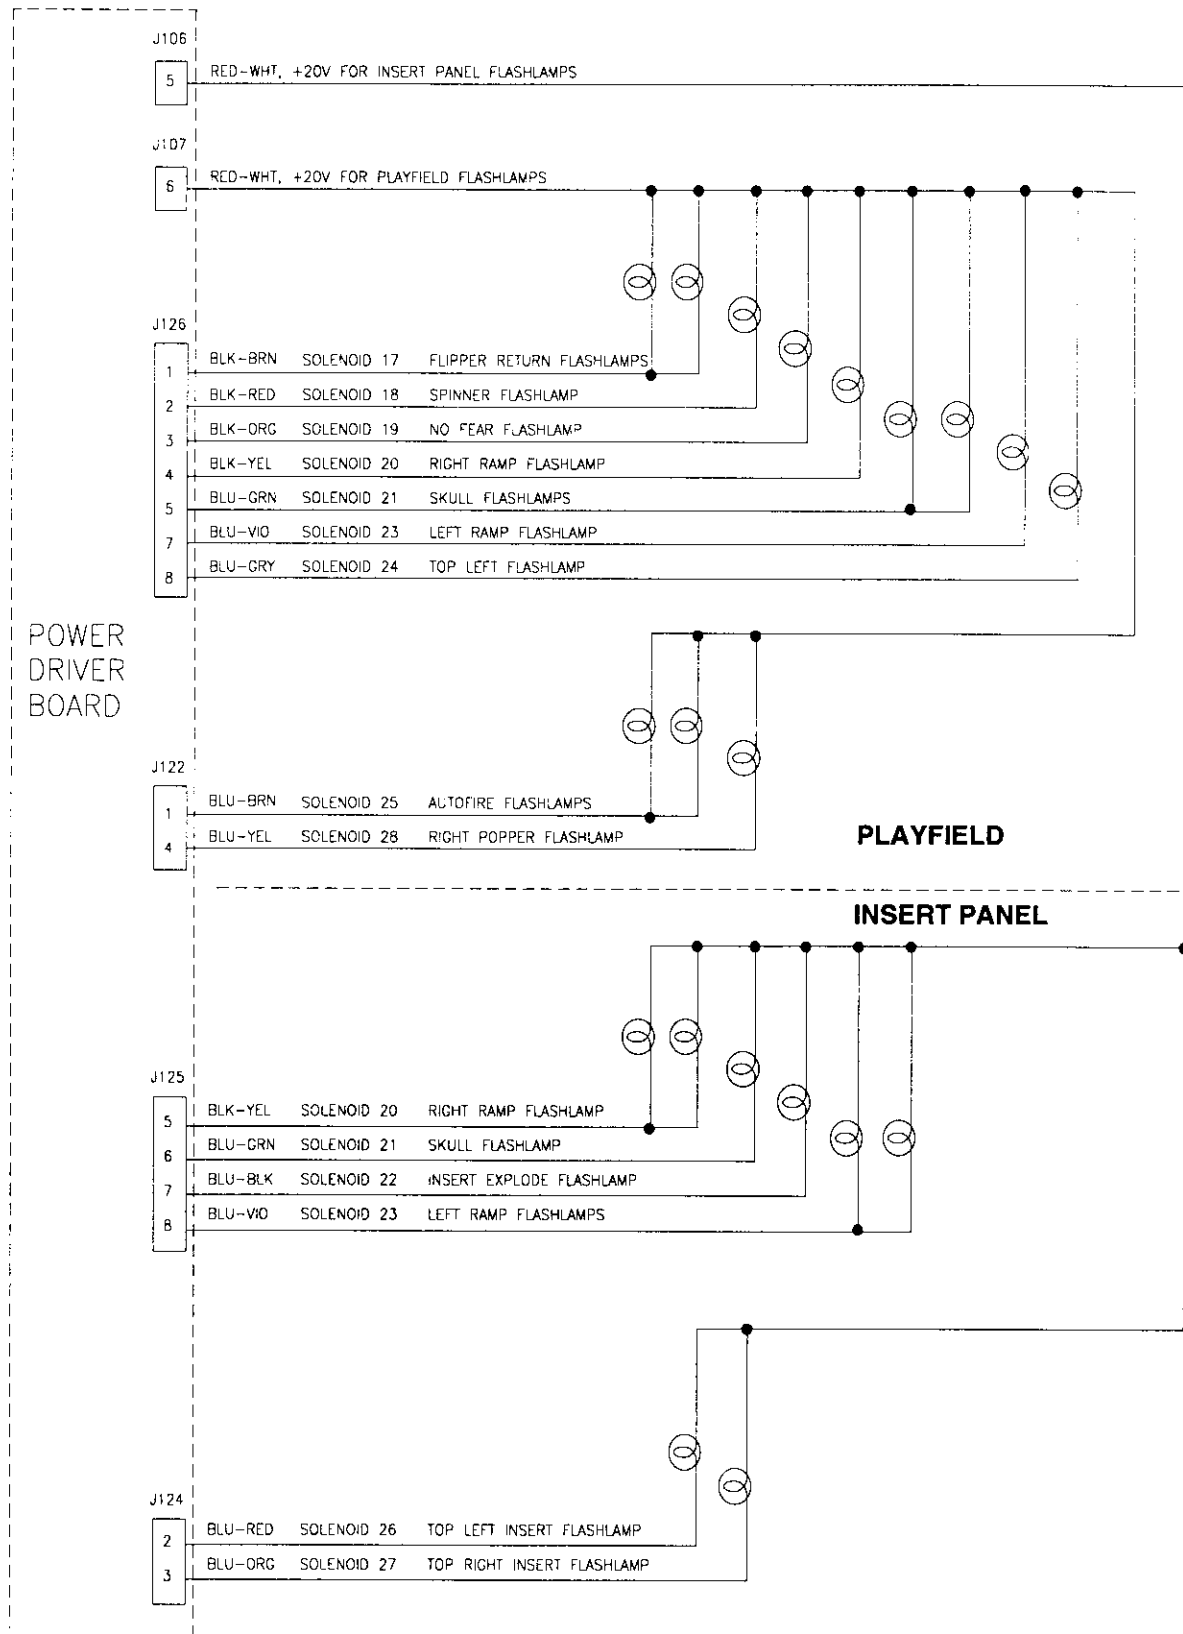 J106
5 RED-WHT, +20V FOR INSERT PANEL FLASHLAMPS
J107
6 RED-WHT, +20V FOR PLAYFIELD FLASHLAMPS
J126
1 BLK-BRN SOLENOID 17 FLIPPER RETURN FLASHLAMPS
2 BLK-RED SOLENOID 18 SPINNER FLASHLAMP
3 BLK-ORG SOLENOID 19 NO FEAR FLASHLAMP
4 BLK-YEL SOLENOID 20 RIGHT RAMP FLASHLAMP
5 BLU-GRN SOLENOID 21 SKULL FLASHLAMPS
7 BLU-VIO SOLENOID 23 LEFT RAMP FLASHLAMP
8 BLU-GRY SOLENOID 24 TOP LEFT FLASHLAMP
POWER
DRIVER
BOARD
J122
1 BLU-BRN SOLENOID 25 AUTOFIRE FLASHLAMPS
4 BLU-YEL SOLENOID 28 RIGHT POPPER FLASHLAMP
PLAYFIELD
INSERT PANEL
J125
5 BLK-YEL SOLENOID 20 RIGHT RAMP FLASHLAMP
6 BLU-GRN SOLENOID 21 SKULL FLASHLAMP
7 BLU-BLK SOLENOID 22 INSERT EXPLODE FLASHLAMP
8 BLU-VIO SOLENOID 23 LEFT RAMP FLASHLAMPS
J124
2 BLU-RED SOLENOID 26 TOP LEFT INSERT FLASHLAMP
3 BLU-ORG SOLENOID 27 TOP RIGHT INSERT FLASHLAMP